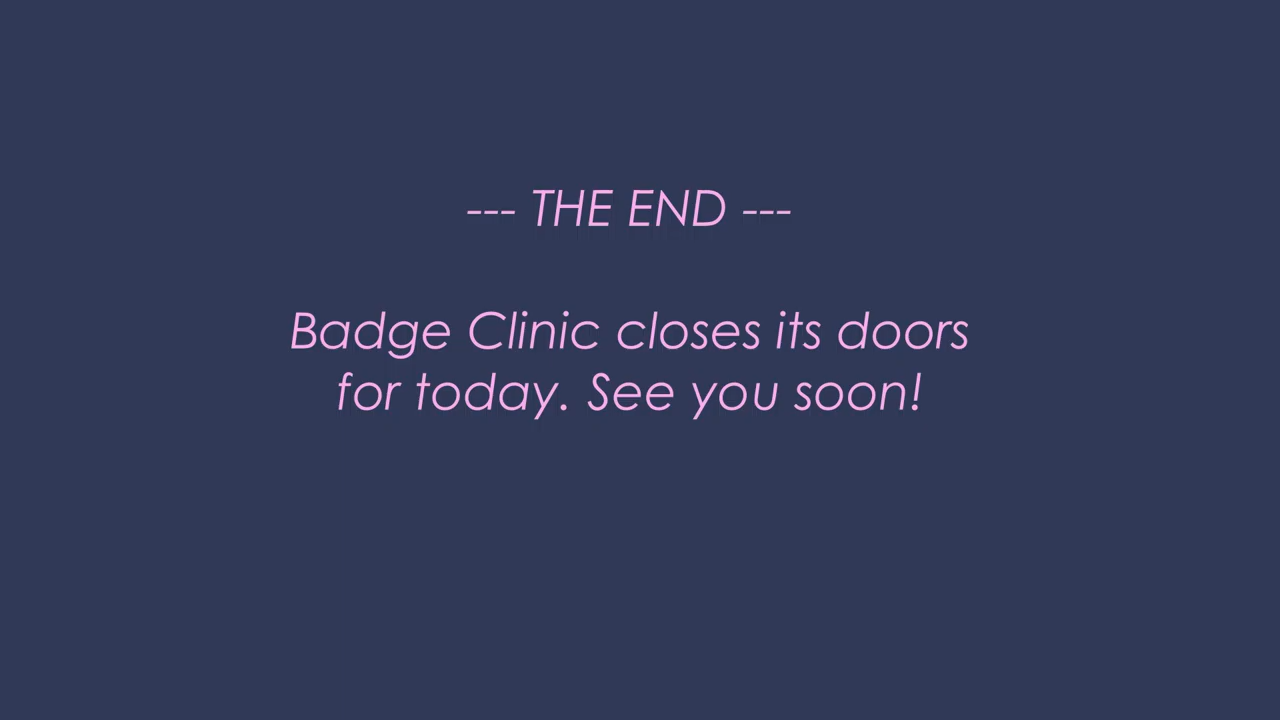 --- THE END ---
Badge Clinic closes its doors
for today. See you soon!